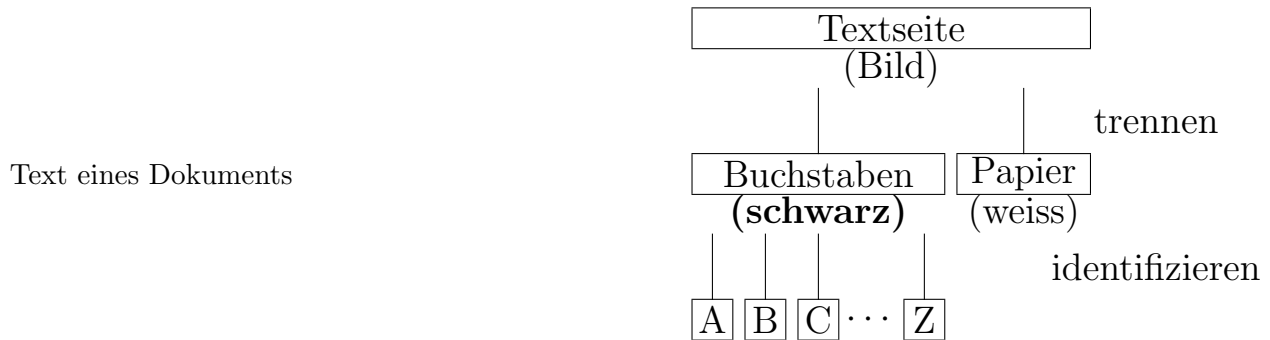 Textseite
(Bild)
trennen
Text eines Dokuments
Buchstaben Papier
(schwarz) (weiss)
identifizieren
A B C ··· Z